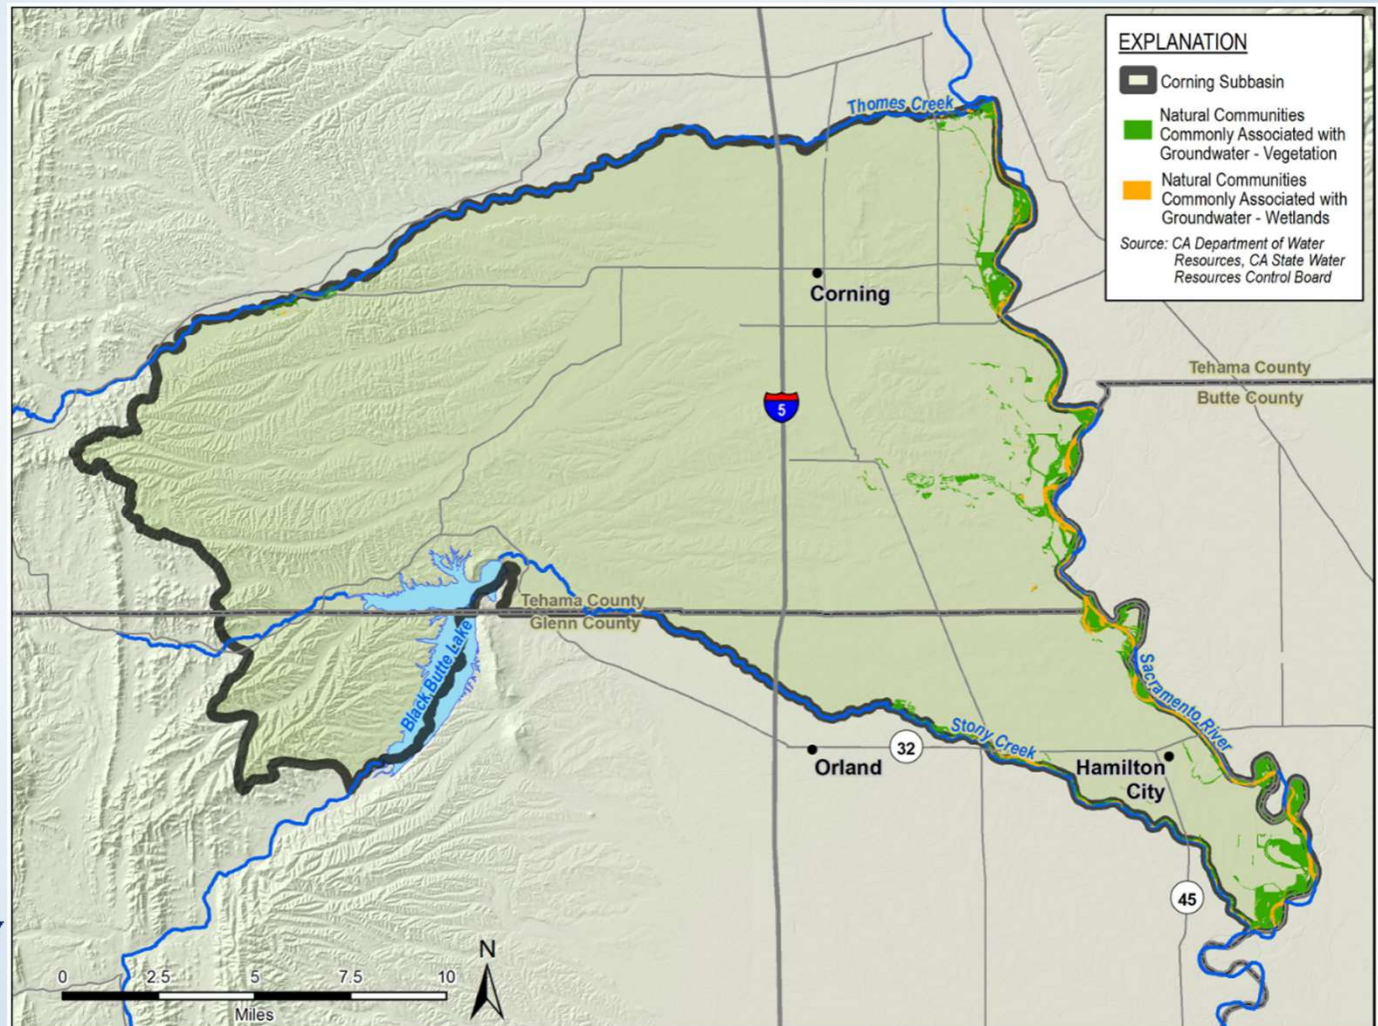 EXPLANATION
Corning Subbasin
Natural Communities
Commonly Associated with
Groundwater - Vegetation
Natural Communities
Commonly Associated with
Groundwater - Wetlands
Source: CA Department of Water
Resources, CA State Water
Resources Control Board
Thomes Creek
Corning
Tehama County
Butte County
5
Tehama County
Glenn County
Black Butte Lake
Sacramento River
Stony Creek
32
Orland
Hamilton
City
45
N
0 2.5 5 7.5 10
Miles